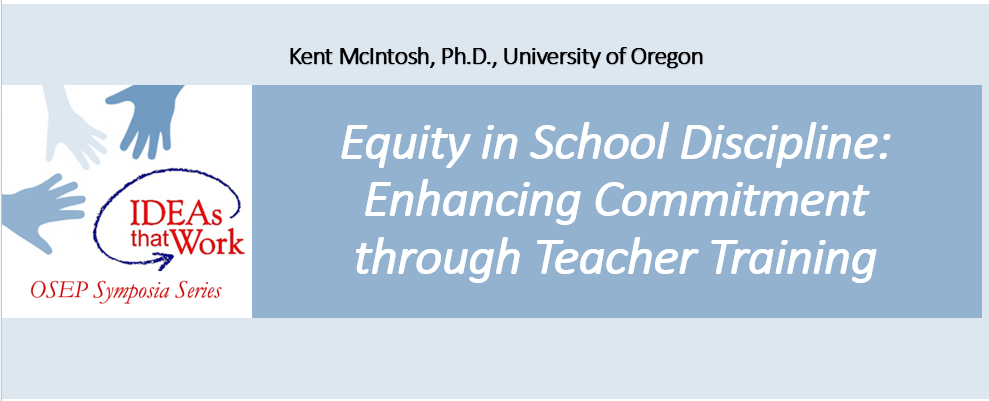 Kent McIntosh, Ph.D., University of Oregon
Equity in School Discipline:
Enhancing Commitment
through Teacher Training
IDEAs
that Work
OSEP Symposia Series